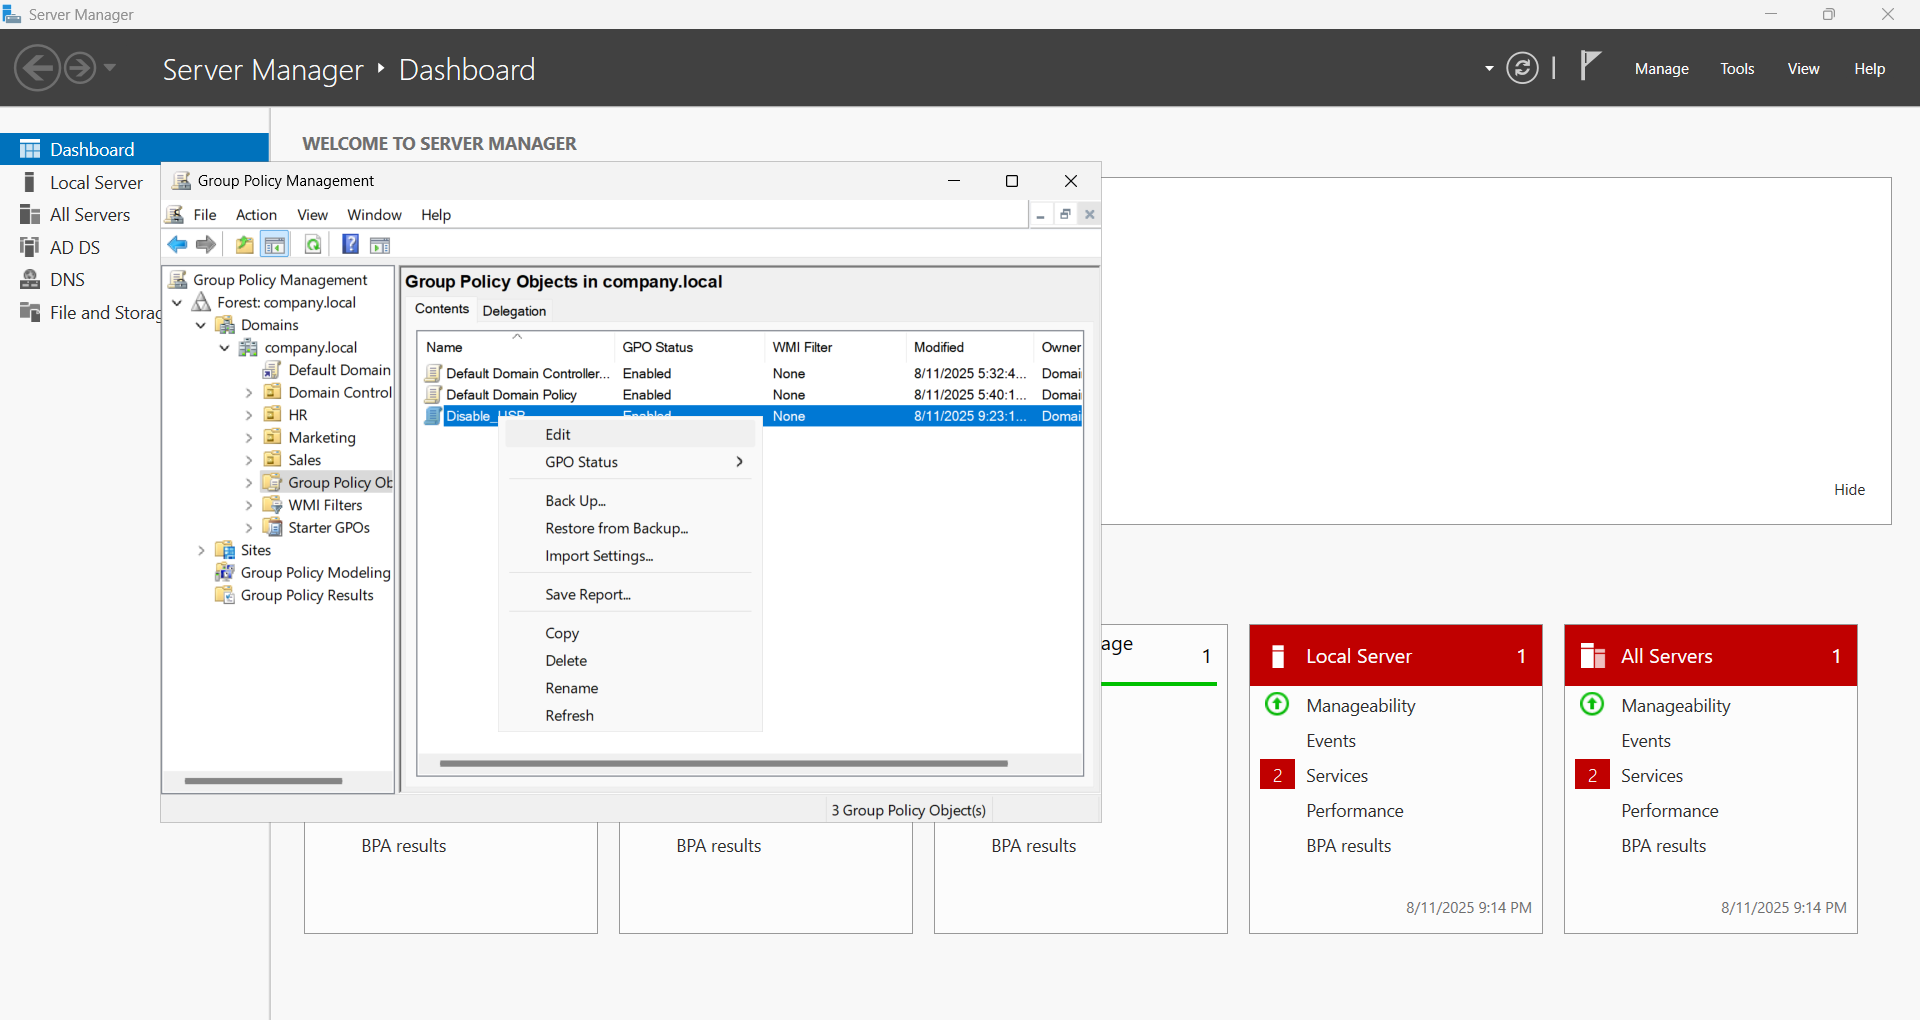 Server Manager
Server Manager ‣ Dashboard
Manage
Tools
View
Help
Dashboard
Local Server
All Servers
AD DS
DNS
File and Storag
WELCOME TO SERVER MANAGER
Group Policy Management
File
Action
View
Window
Help
Group Policy Management
Forest: company.local
Domains
company.local
Default Domain
Domain Control
HR
Marketing
Sales
Group Policy Ob
WMI Filters
Starter GPOs
Sites
Group Policy Modeling
Group Policy Results
Group Policy Objects in company.local
Contents
Delegation
Name GPO Status WMI Filter Modified Owner
Default Domain Controller... Enabled None 8/11/2025 5:32:4... Domai
Default Domain Policy Enabled None 8/11/2025 5:40:1... Domai
Disable_USB Enabled None 8/11/2025 9:23:1... Domai
Edit
GPO Status
Back Up...
Restore from Backup...
Import Settings...
Save Report...
Copy
Delete
Rename
Refresh
3 Group Policy Object(s)
Hide
BPA results
BPA results
age 1
BPA results
Local Server 1
Manageability
Events
2 Services
Performance
BPA results
8/11/2025 9:14 PM
All Servers 1
Manageability
Events
2 Services
Performance
BPA results
8/11/2025 9:14 PM